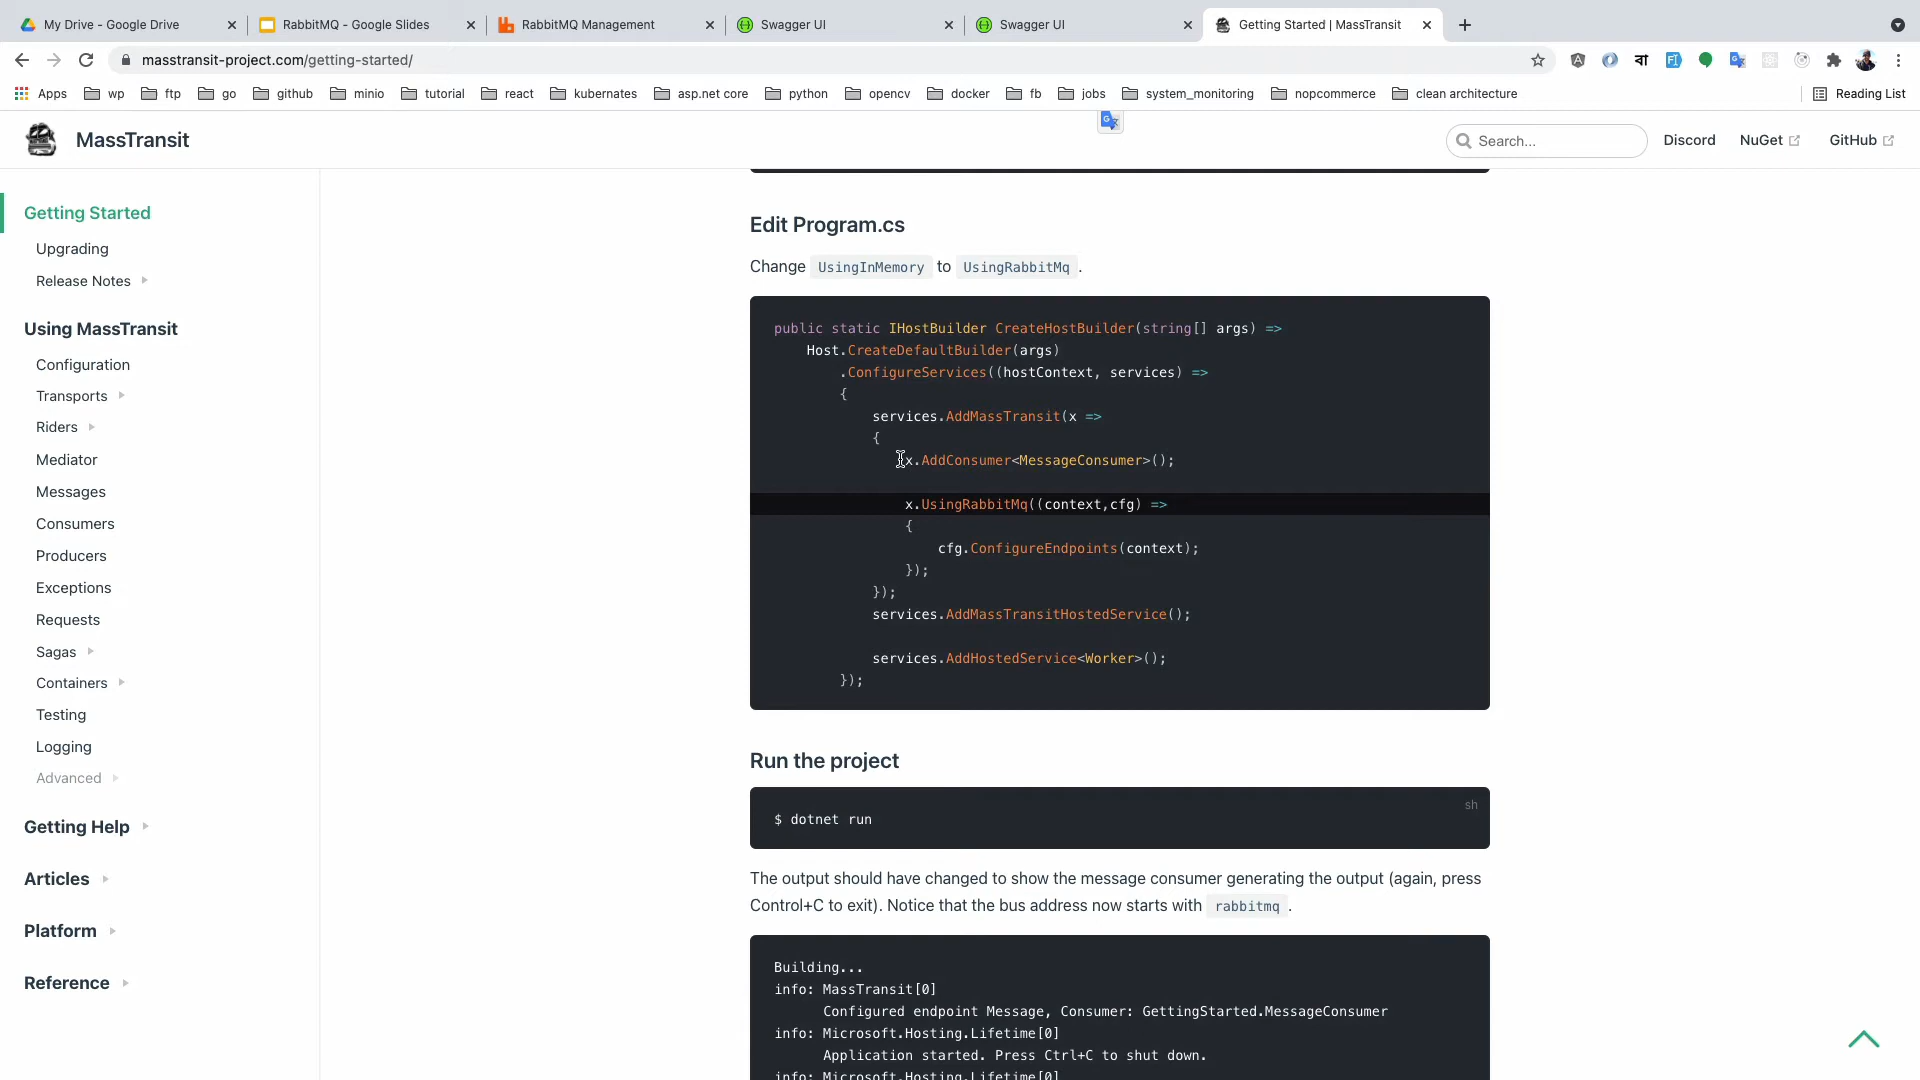 My Drive - Google Drive
RabbitMQ - Google Slides
RabbitMQ Management
Swagger UI
Swagger UI
Getting Started | MassTransit
masstransit-project.com/getting-started/
বা
Apps
wp
ftp
go
github
minio
tutorial
react
kubernates
asp.net core
python
opencv
docker
fb
jobs
system_monitoring
nopcommerce
clean architecture
Reading List
MassTransit
Search...
Discord
NuGet
GitHub
Getting Started
Upgrading
Release Notes
Using MassTransit
Configuration
Transports
Riders
Mediator
Messages
Consumers
Producers
Exceptions
Requests
Sagas
Containers
Testing
Logging
Advanced
Getting Help
Articles
Platform
Reference
Edit Program.cs
Change UsingInMemory to UsingRabbitMq .
public static IHostBuilder CreateHostBuilder(string[] args) =>
Host.CreateDefaultBuilder(args)
.ConfigureServices((hostContext, services) =>
{
services.AddMassTransit(x =>
{
x.AddConsumer<MessageConsumer>();
x.UsingRabbitMq((context,cfg) =>
{
cfg.ConfigureEndpoints(context);
});
});
services.AddMassTransitHostedService();
services.AddHostedService<Worker>();
});
Run the project
sh
$ dotnet run
The output should have changed to show the message consumer generating the output (again, press
Control+C to exit). Notice that the bus address now starts with rabbitmq .
Building...
info: MassTransit[0]
Configured endpoint Message, Consumer: GettingStarted.MessageConsumer
info: Microsoft.Hosting.Lifetime[0]
Application started. Press Ctrl+C to shut down.
info: Microsoft.Hosting.Lifetime[0]